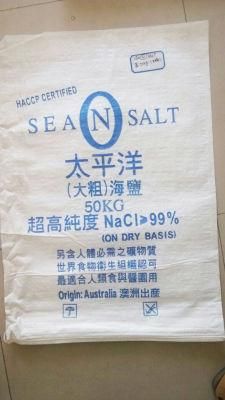 HACCP CERTIFIED
SEA N SALT
太平洋
(大粗)海鹽
50KG
超高純度 NaCl≥99%
(ON DRY BASIS)
另含人體必需之礦物質
世界食物衛生組織認可
最適合人類食與醫園用
Origin: Australia 澳洲出産